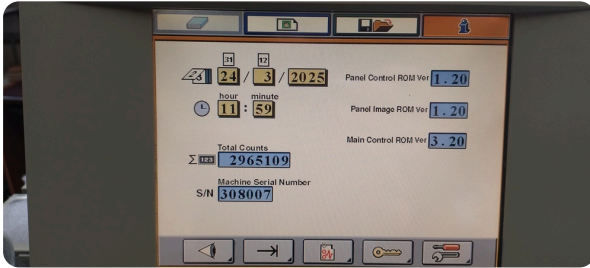 31 12
24 / 3 / 2025 Panel Control ROM Ver 1.20
hour minute
11 : 59 Panel Image ROM Ver 1.20
Main Control ROM Ver 3.20
Total Counts
Σ 123 2965109
Machine Serial Number
S/N 308007